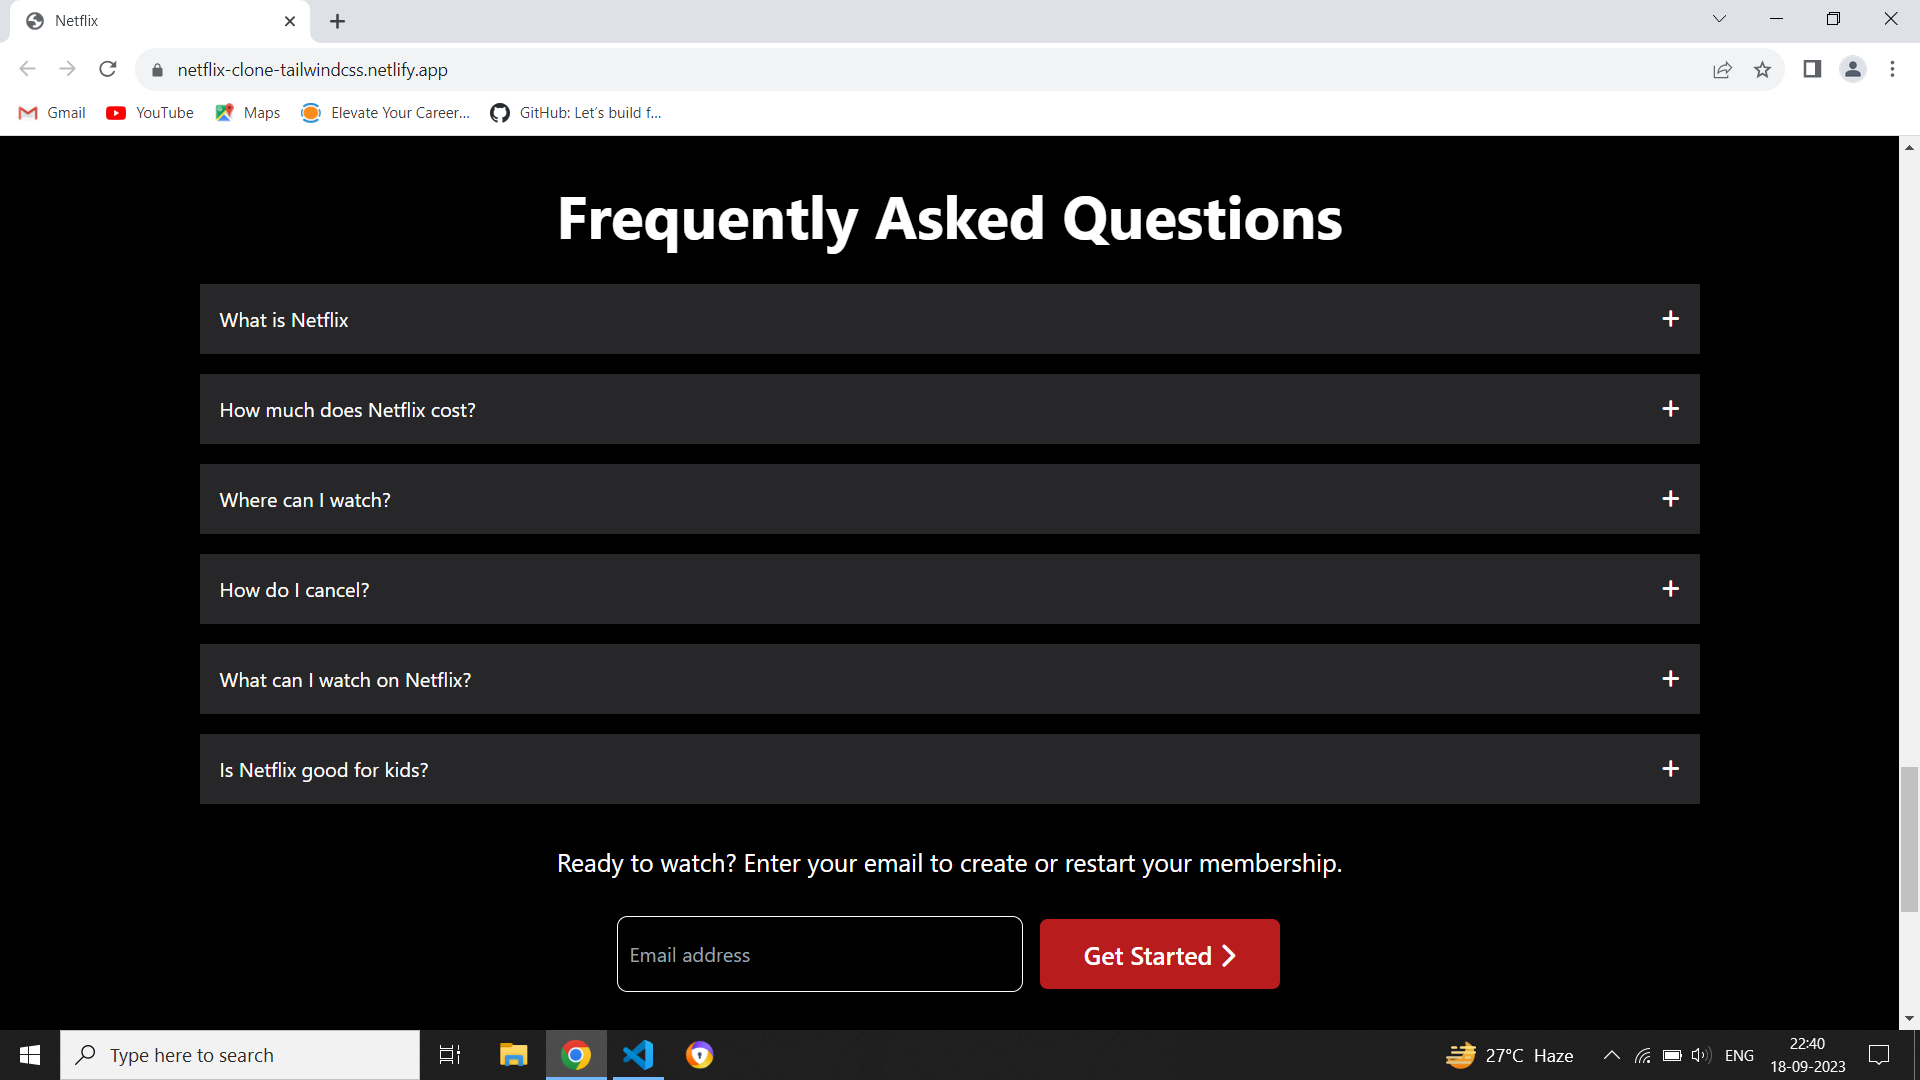 Netflix
netflix-clone-tailwindcss.netlify.app
Gmail YouTube Maps Elevate Your Career... GitHub: Let's build f...
Frequently Asked Questions
What is Netflix +
How much does Netflix cost? +
Where can I watch? +
How do I cancel? +
What can I watch on Netflix? +
Is Netflix good for kids? +
Ready to watch? Enter your email to create or restart your membership.
Email address Get Started >
Type here to search 27°C Haze ENG 22:40
18-09-2023